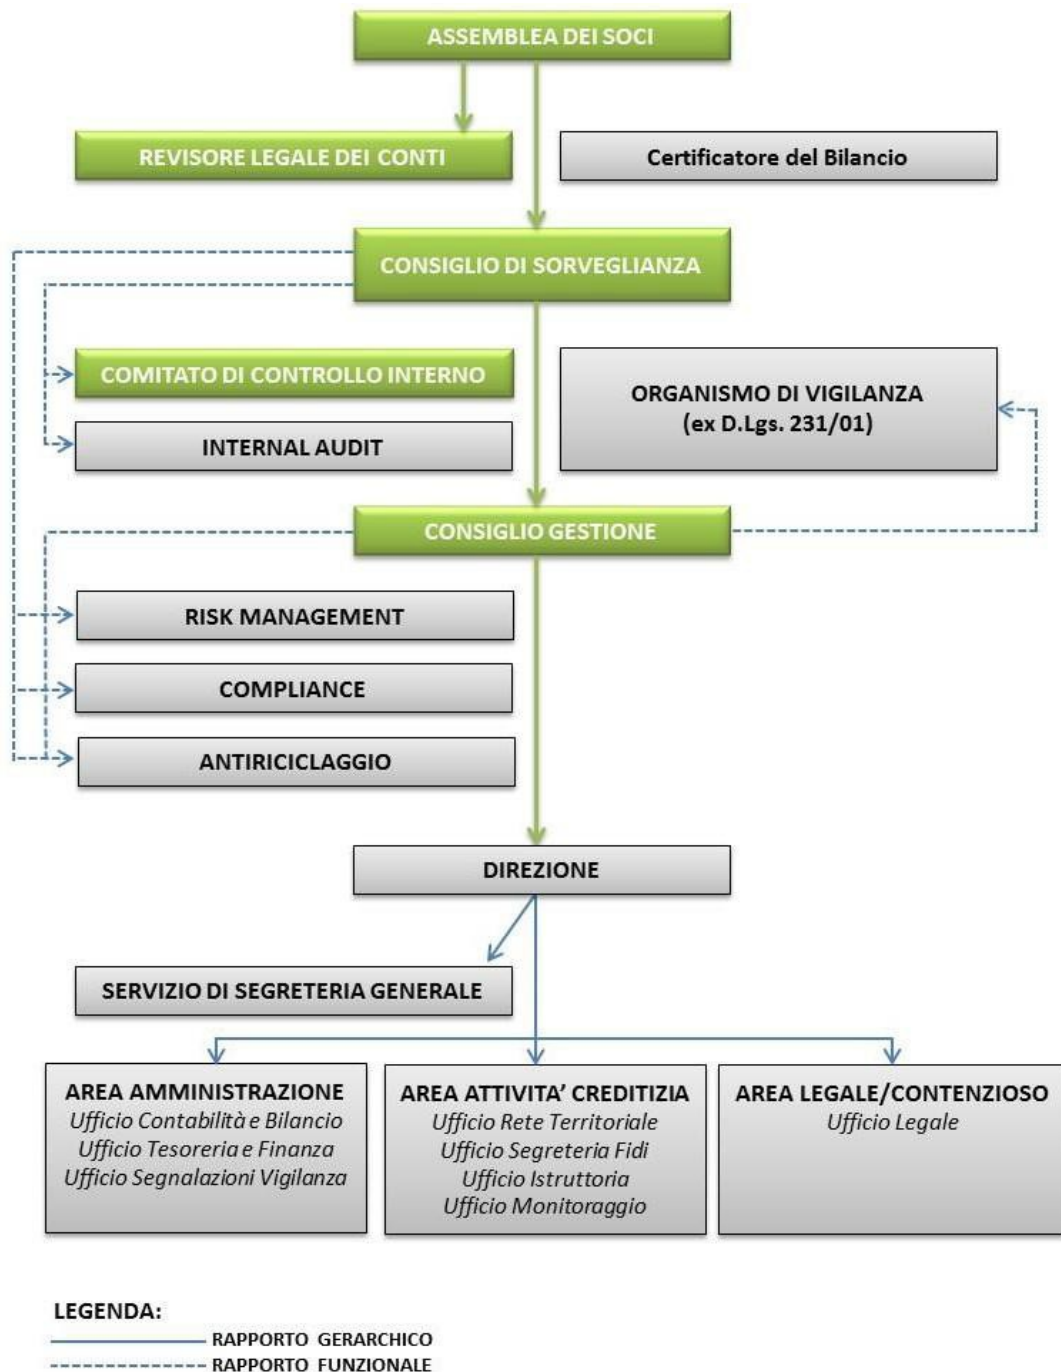 ASSEMBLEA DEI SOCI
REVISORE LEGALE DEI CONTI
Certificatore del Bilancio
CONSIGLIO DI SORVEGLIANZA
COMITATO DI CONTROLLO INTERNO
ORGANISMO DI VIGILANZA
(ex D.Lgs. 231/01)
INTERNAL AUDIT
CONSIGLIO GESTIONE
RISK MANAGEMENT
COMPLIANCE
ANTIRICICLAGGIO
DIREZIONE
SERVIZIO DI SEGRETERIA GENERALE
AREA AMMINISTRAZIONE
Ufficio Contabilità e Bilancio
Ufficio Tesoreria e Finanza
Ufficio Segnalazioni Vigilanza
AREA ATTIVITA’ CREDITIZIA
Ufficio Rete Territoriale
Ufficio Segreteria Fidi
Ufficio Istruttoria
Ufficio Monitoraggio
AREA LEGALE/CONTENZIOSO
Ufficio Legale
LEGENDA:
RAPPORTO GERARCHICO
RAPPORTO FUNZIONALE